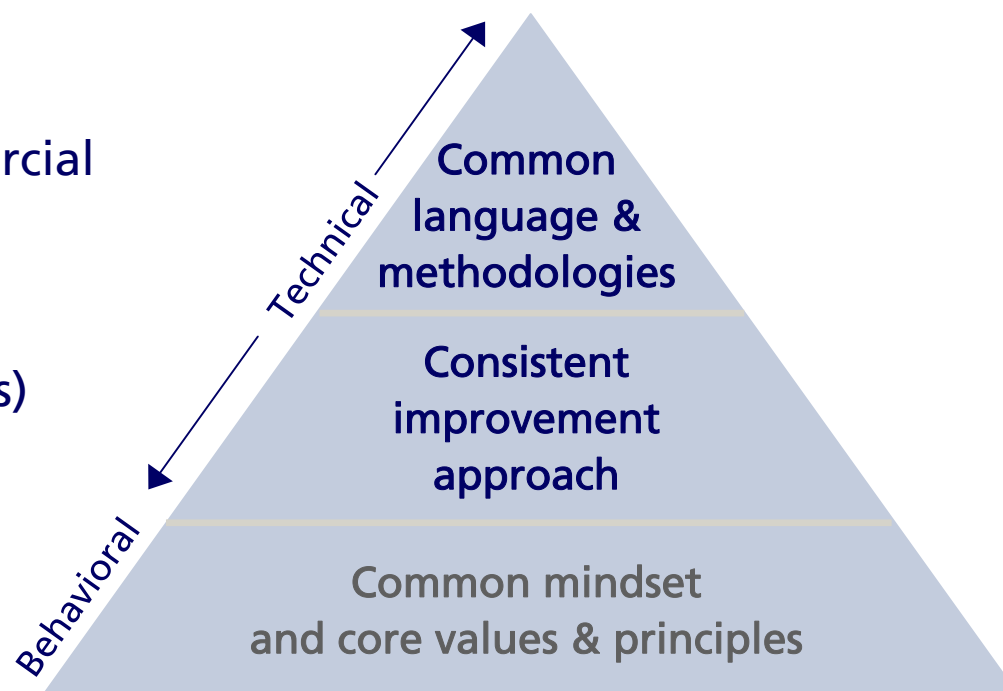 rcial
s)
Technical
Behavioral
Common
language &
methodologies
Consistent
improvement
approach
Common mindset
and core values & principles